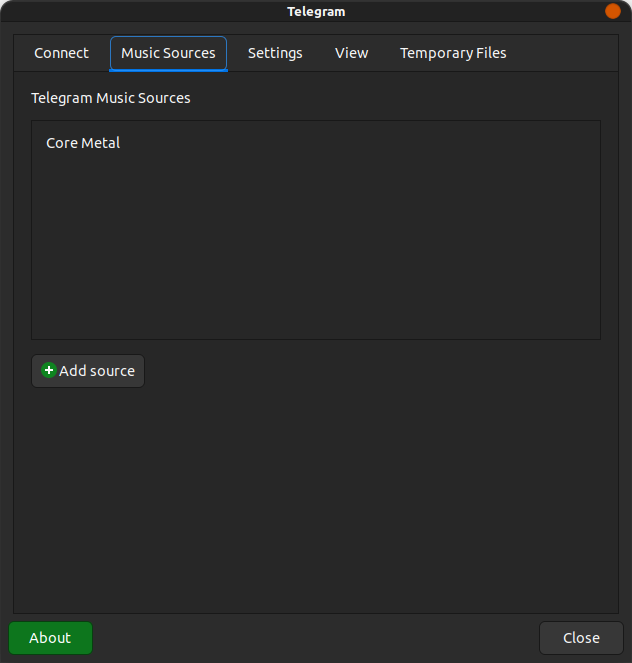 Telegram
Connect Music Sources Settings View Temporary Files
Telegram Music Sources
Core Metal
Add source
About Close